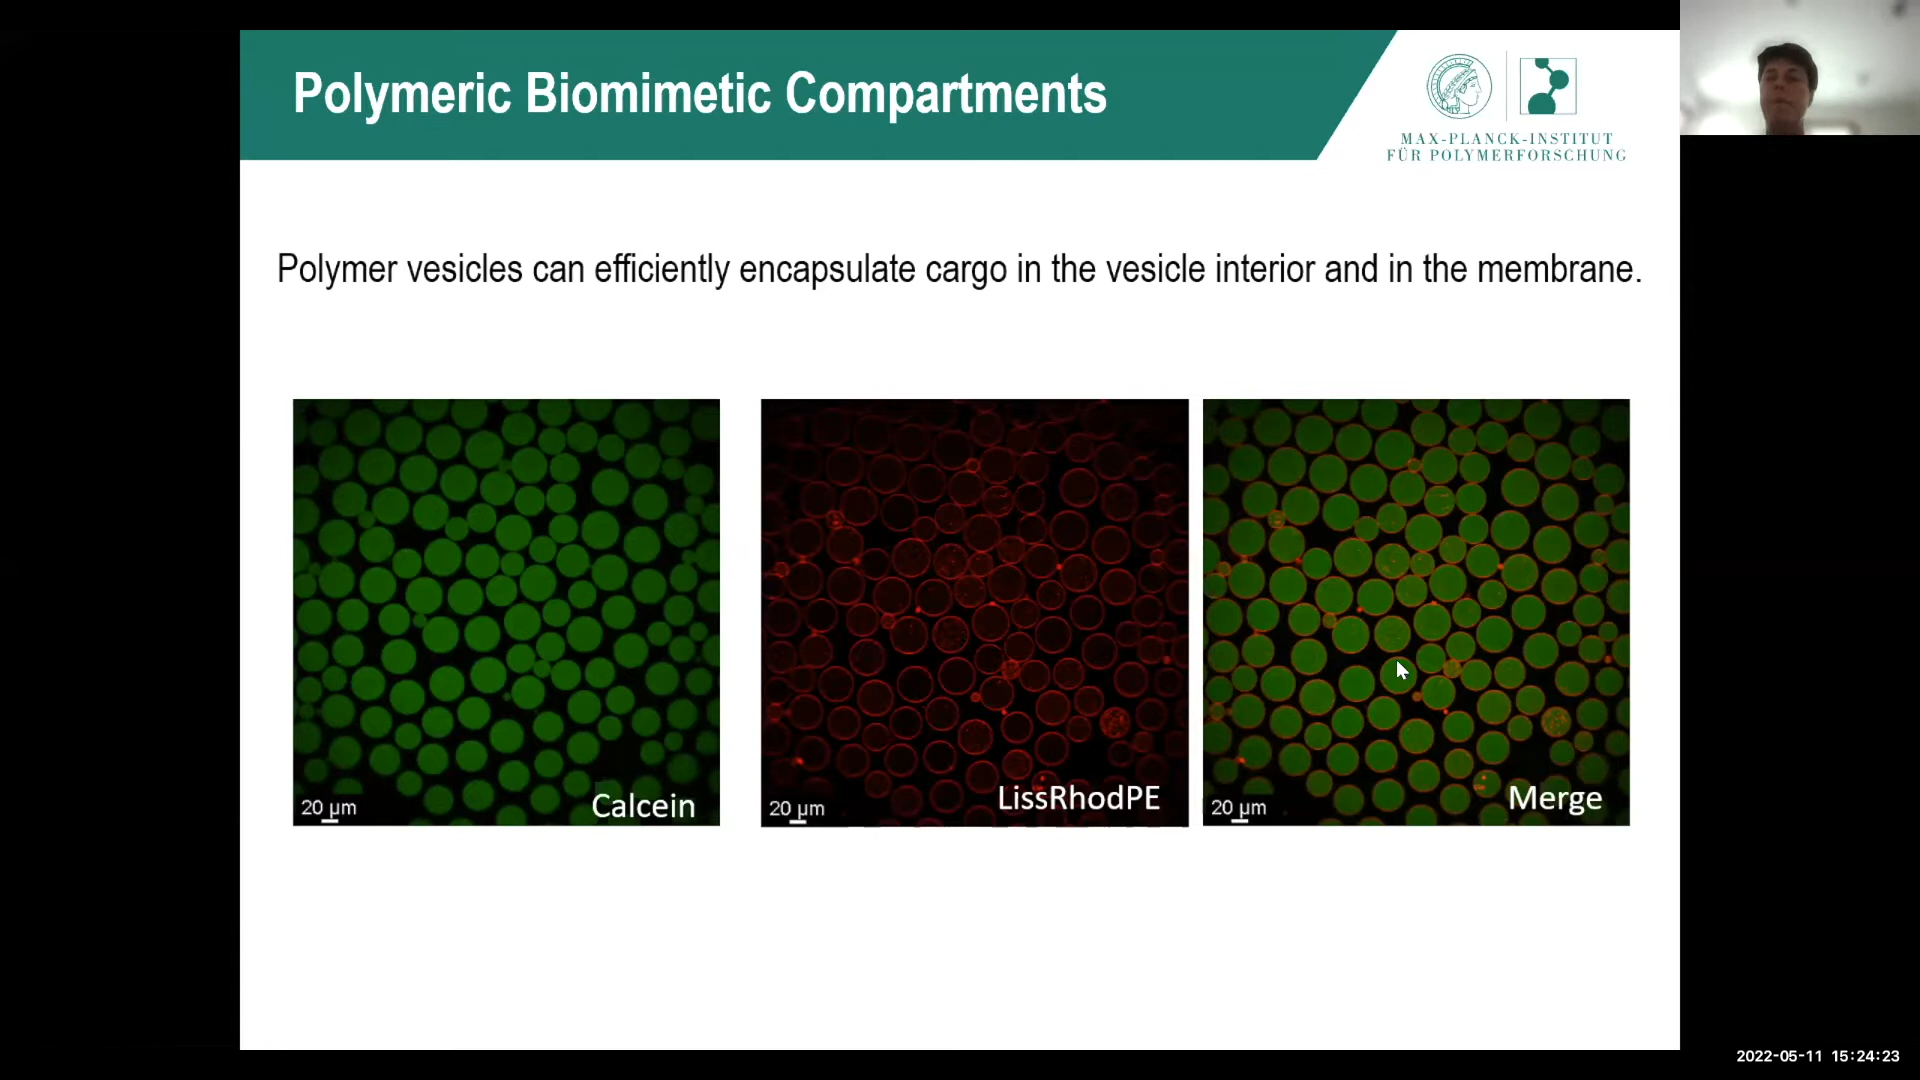 Polymeric Biomimetic Compartments
MAX-PLANCK-INSTITUT
FÜR POLYMERFORSCHUNG
Polymer vesicles can efficiently encapsulate cargo in the vesicle interior and in the membrane.
20 µm
Calcein
20 µm
LissRhodPE
20 µm
Merge
2022-05-11 15:24:23